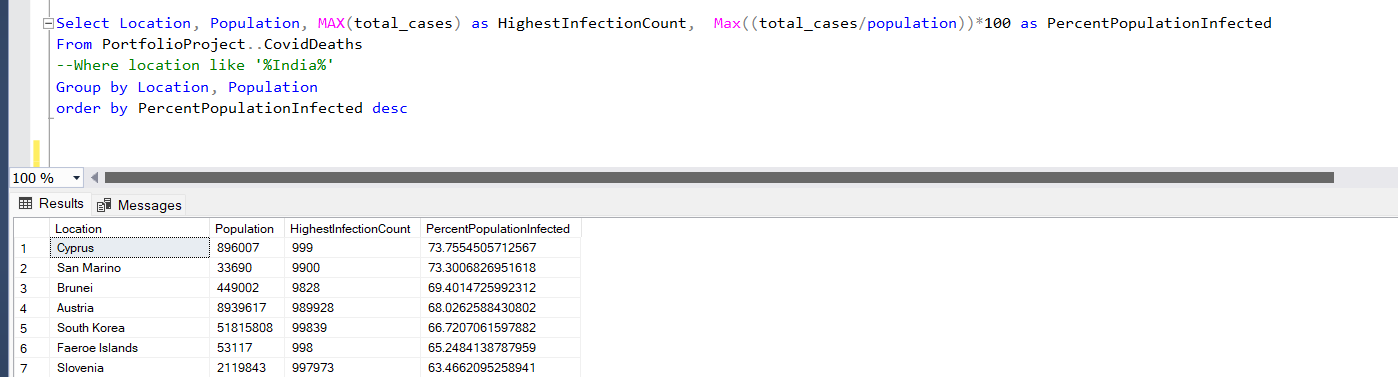 Select Location, Population, MAX(total_cases) as HighestInfectionCount,  Max((total_cases/population))*100 as PercentPopulationInfected
From PortfolioProject..CovidDeaths
--Where location like '%India%'
Group by Location, Population
order by PercentPopulationInfected desc
100 %
Results Messages
Location Population HighestInfectionCount PercentPopulationInfected
1 Cyprus 896007 999 73.7554505712567
2 San Marino 33690 9900 73.3006826951618
3 Brunei 449002 9828 69.4014725992312
4 Austria 8939617 989928 68.0262588430802
5 South Korea 51815808 99839 66.7207061597882
6 Faeroe Islands 53117 998 65.2484138787959
7 Slovenia 2119843 997973 63.4662095258941